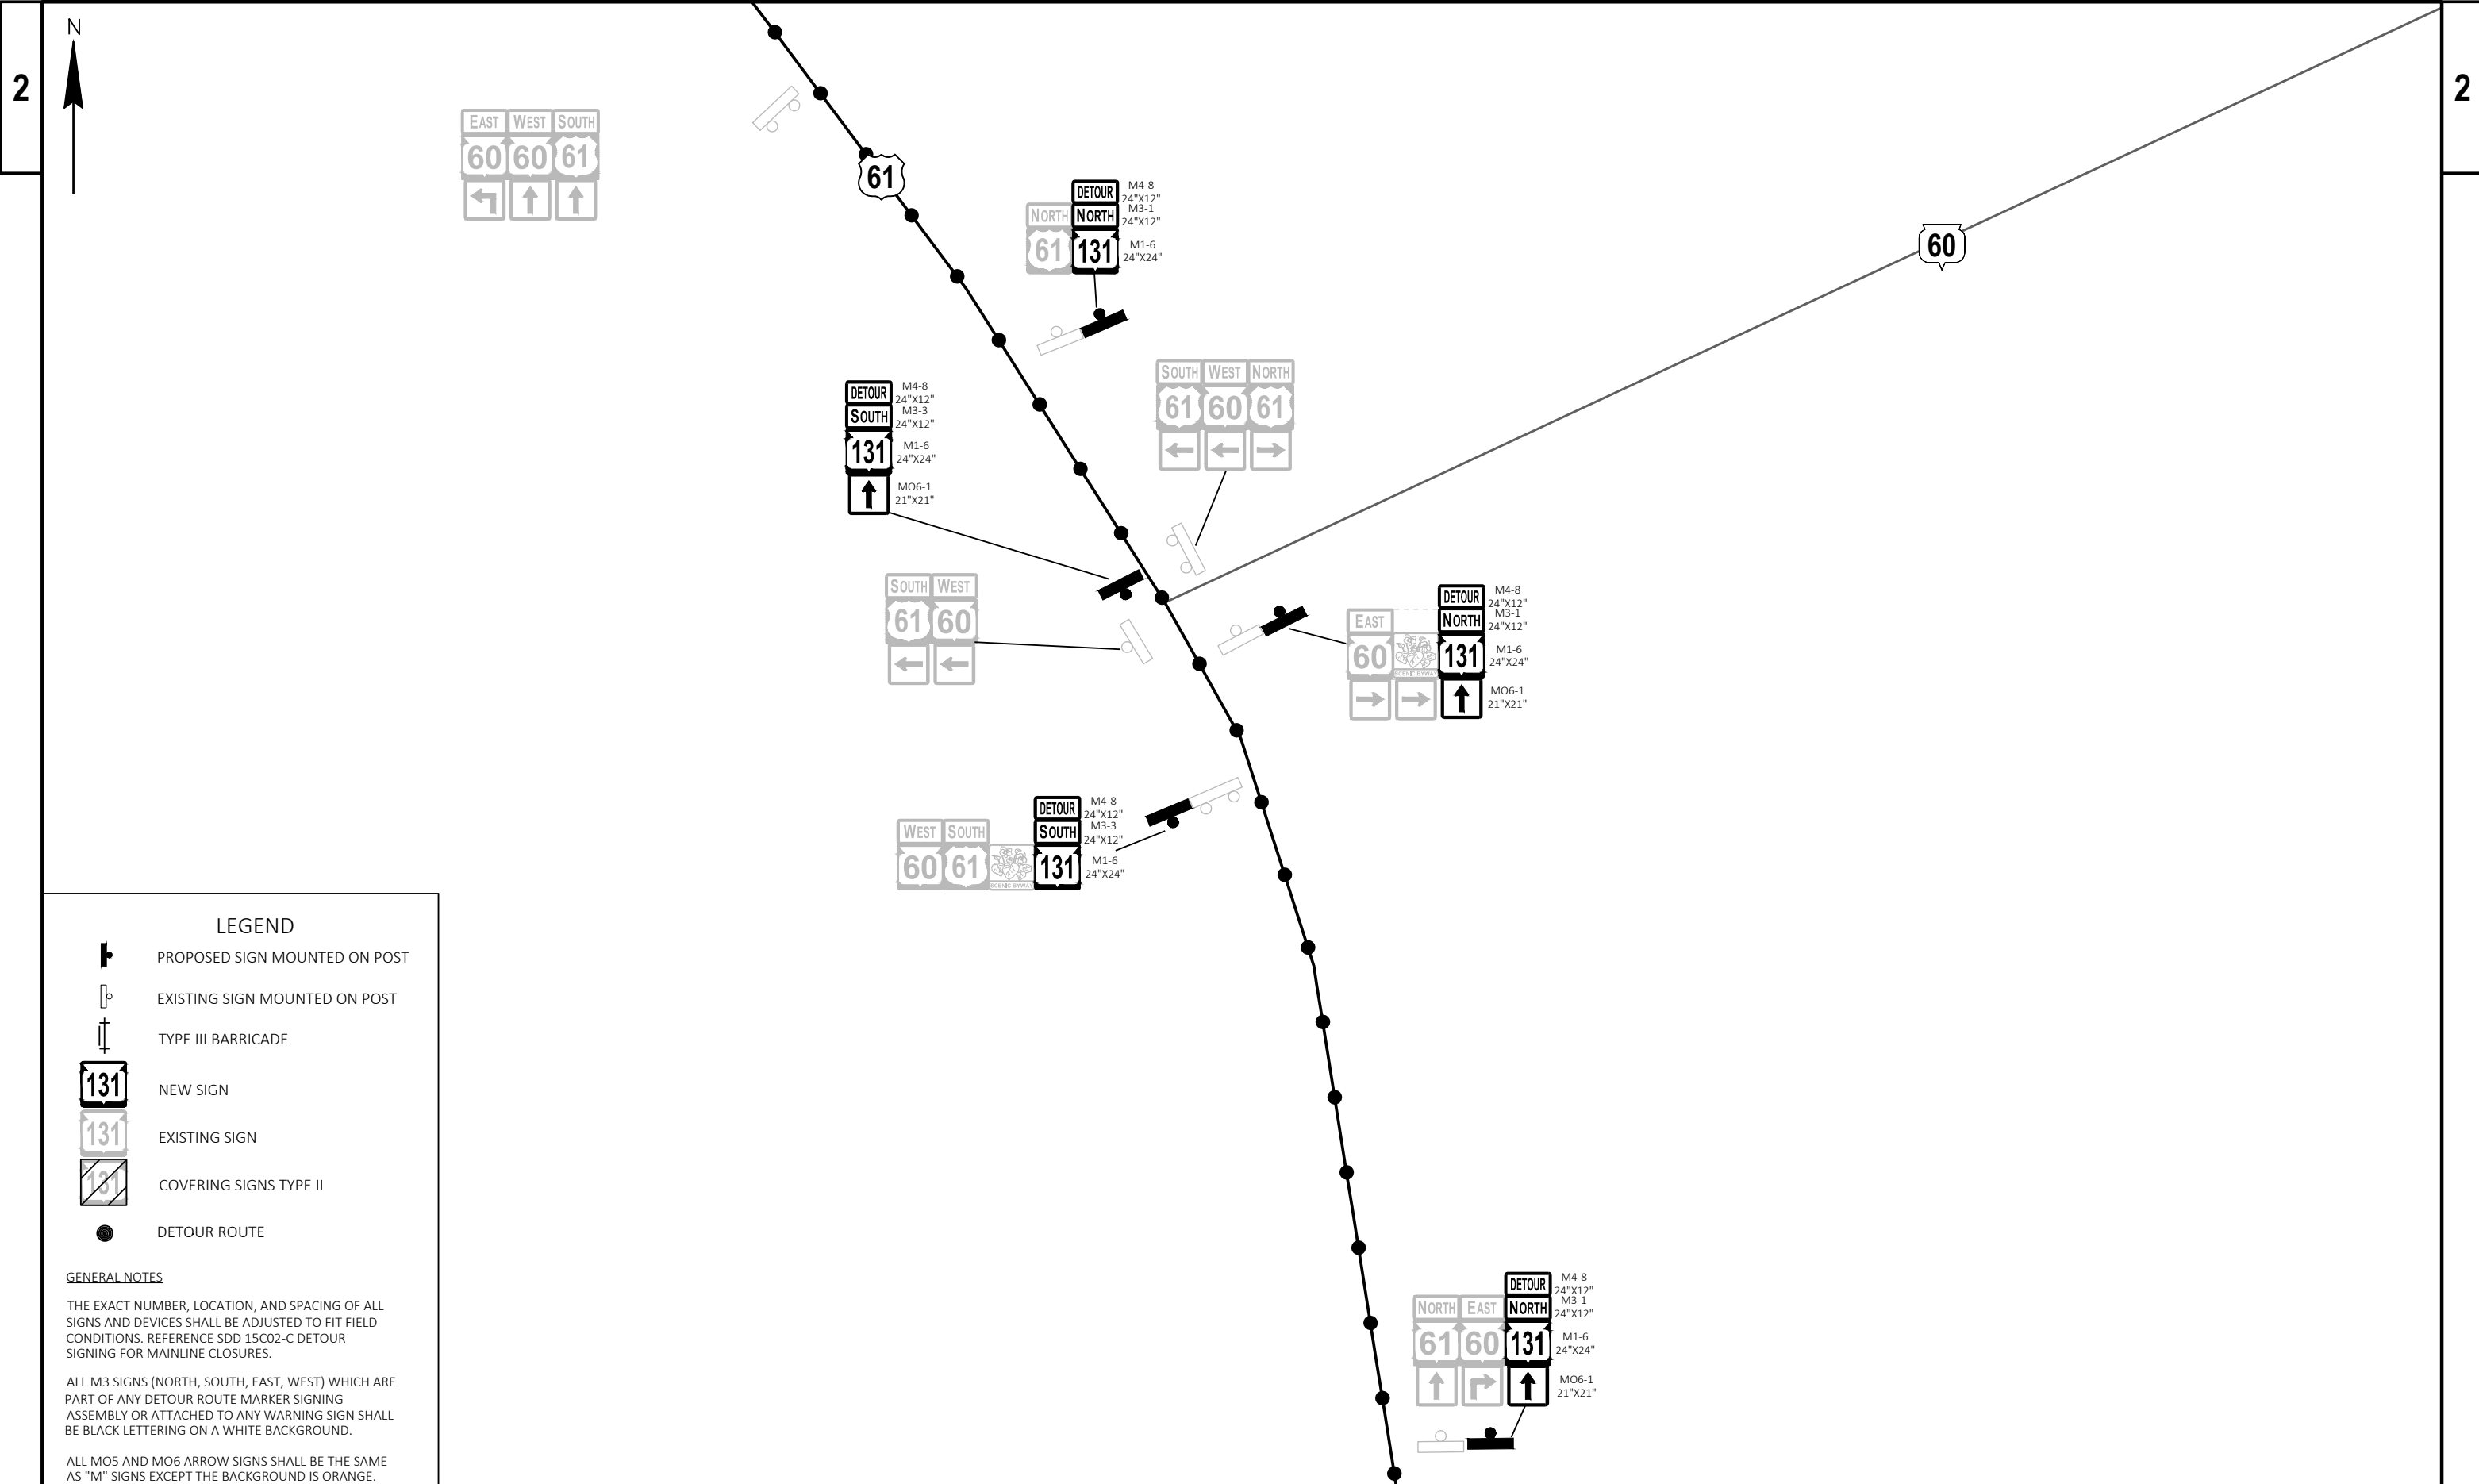 2
N
2
EAST WEST SOUTH
60 60 61
61
DETOUR M4-8
24"X12"
NORTH NORTH M3-1
24"X12"
61 131 M1-6
24"X24"
60
SOUTH WEST NORTH
61 60 61
DETOUR M4-8
24"X12"
SOUTH M3-3
24"X12"
131 M1-6
24"X24"
MO6-1
21"X21"
SOUTH WEST
61 60
DETOUR M4-8
24"X12"
EAST NORTH M3-1
24"X12"
60 131 M1-6
24"X24"
SCENIC BYWAY
MO6-1
21"X21"
DETOUR M4-8
24"X12"
WEST SOUTH SOUTH M3-3
24"X12"
60 61 131 M1-6
24"X24"
SCENIC BYWAY
LEGEND
PROPOSED SIGN MOUNTED ON POST
EXISTING SIGN MOUNTED ON POST
TYPE III BARRICADE
131 NEW SIGN
131 EXISTING SIGN
131 COVERING SIGNS TYPE II
DETOUR ROUTE
GENERAL NOTES
THE EXACT NUMBER, LOCATION, AND SPACING OF ALL
SIGNS AND DEVICES SHALL BE ADJUSTED TO FIT FIELD
CONDITIONS. REFERENCE SDD 15C02-C DETOUR
SIGNING FOR MAINLINE CLOSURES.
ALL M3 SIGNS (NORTH, SOUTH, EAST, WEST) WHICH ARE
PART OF ANY DETOUR ROUTE MARKER SIGNING
ASSEMBLY OR ATTACHED TO ANY WARNING SIGN SHALL
BE BLACK LETTERING ON A WHITE BACKGROUND.
ALL MO5 AND MO6 ARROW SIGNS SHALL BE THE SAME
AS "M" SIGNS EXCEPT THE BACKGROUND IS ORANGE.
DETOUR M4-8
24"X12"
NORTH EAST NORTH M3-1
24"X12"
61 60 131 M1-6
24"X24"
MO6-1
21"X21"